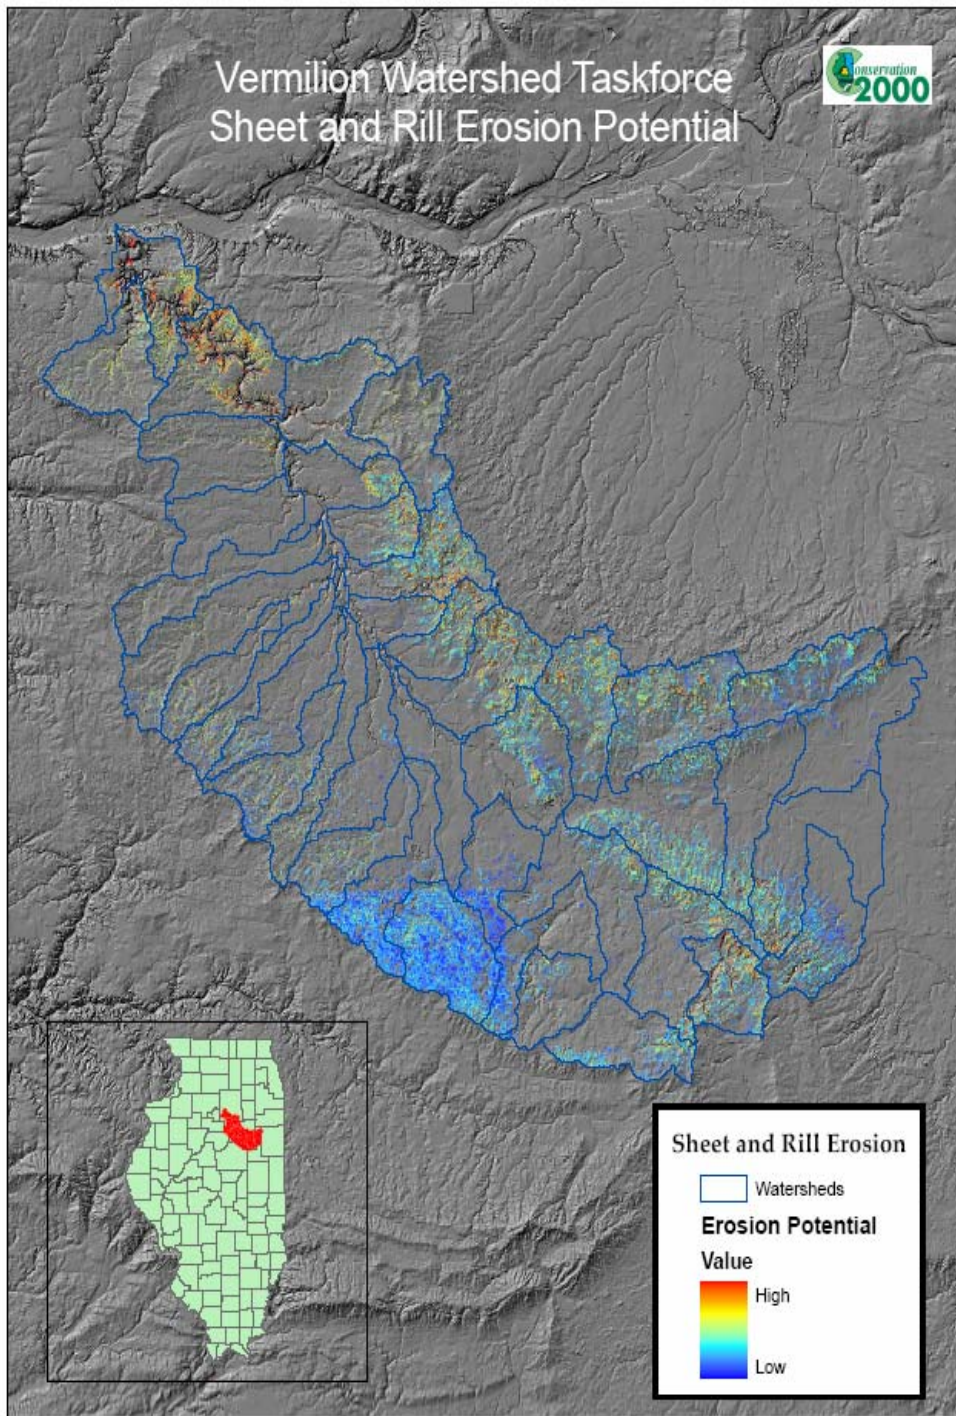 Vermilion Watershed Taskforce
Sheet and Rill Erosion Potential
Conservation
2000
Sheet and Rill Erosion
Watersheds
Erosion Potential
Value
High
Low